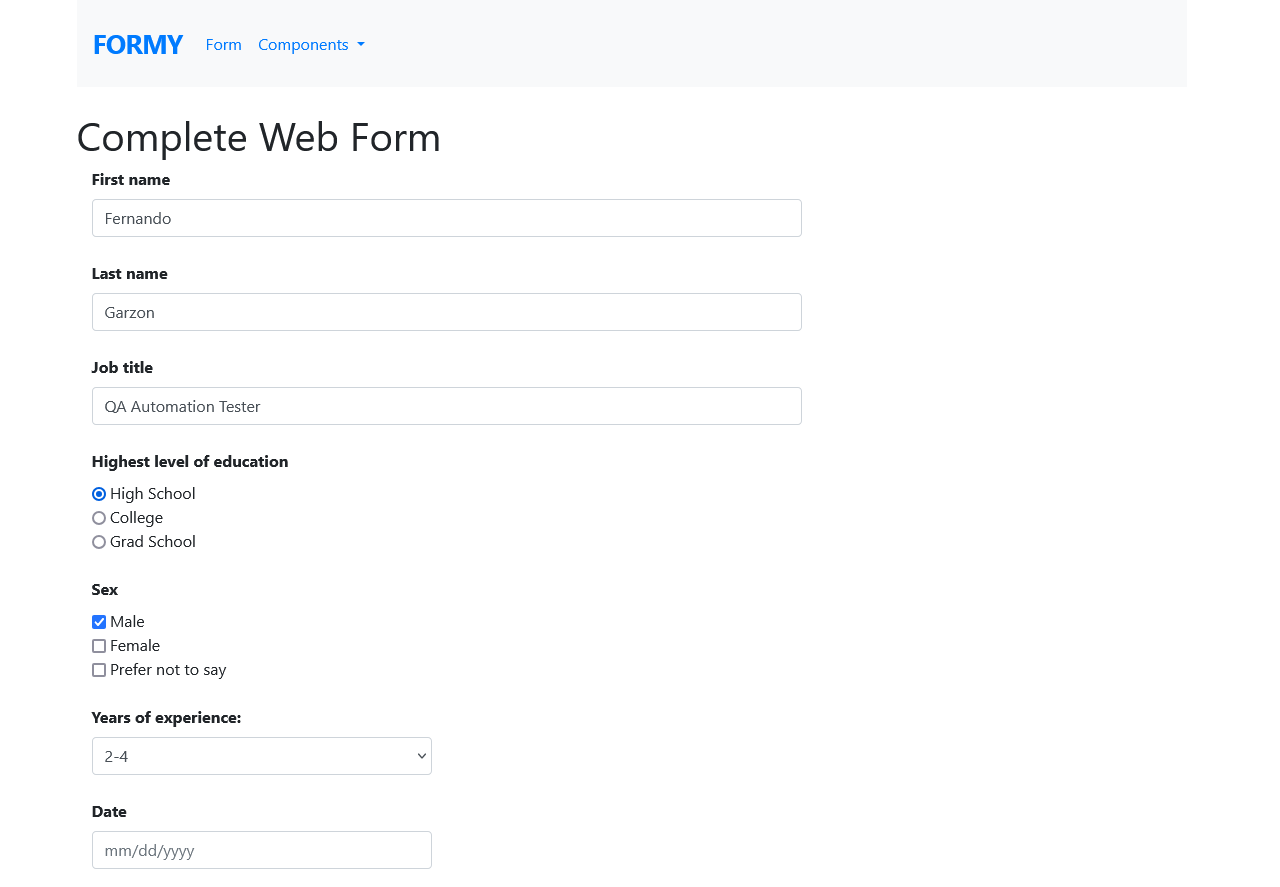 FORMY Form Components
Complete Web Form
First name
Fernando
Last name
Garzon
Job title
QA Automation Tester
Highest level of education
High School
College
Grad School
Sex
Male
Female
Prefer not to say
Years of experience:
2-4
Date
mm/dd/yyyy